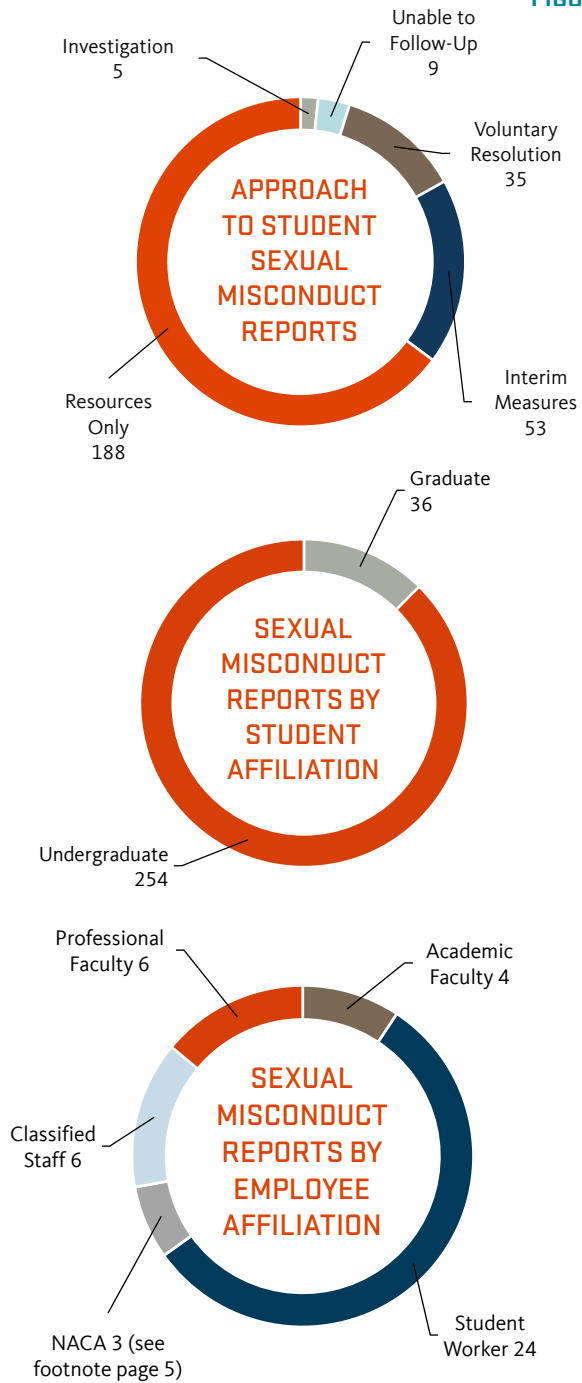 Investigation
5
Unable to
Follow-Up
9
Voluntary
Resolution
35
APPROACH
TO STUDENT
SEXUAL
MISCONDUCT
REPORTS
Resources
Only
188
Interim
Measures
53
Graduate
36
SEXUAL
MISCONDUCT
REPORTS BY
STUDENT
AFFILIATION
Undergraduate
254
Professional
Faculty 6
Academic
Faculty 4
SEXUAL
MISCONDUCT
REPORTS BY
EMPLOYEE
AFFILIATION
Classified
Staff 6
NACA 3 (see
footnote page 5)
Student
Worker 24